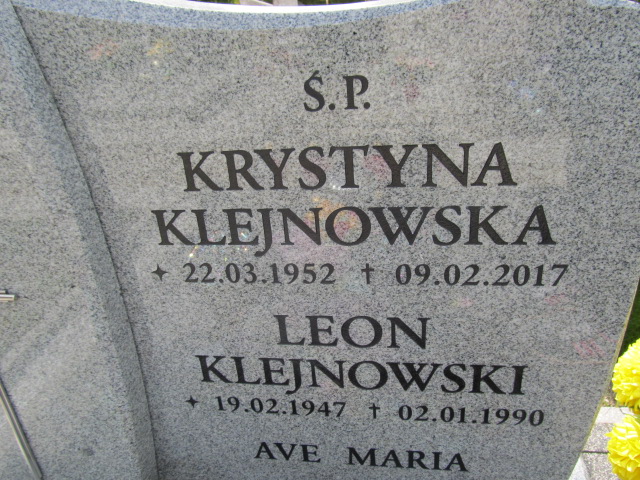 Ś.P.
KRYSTYNA
KLEJNOWSKA
✦ 22.03.1952 † 09.02.2017
LEON
KLEJNOWSKI
✦ 19.02.1947 † 02.01.1990
AVE MARIA